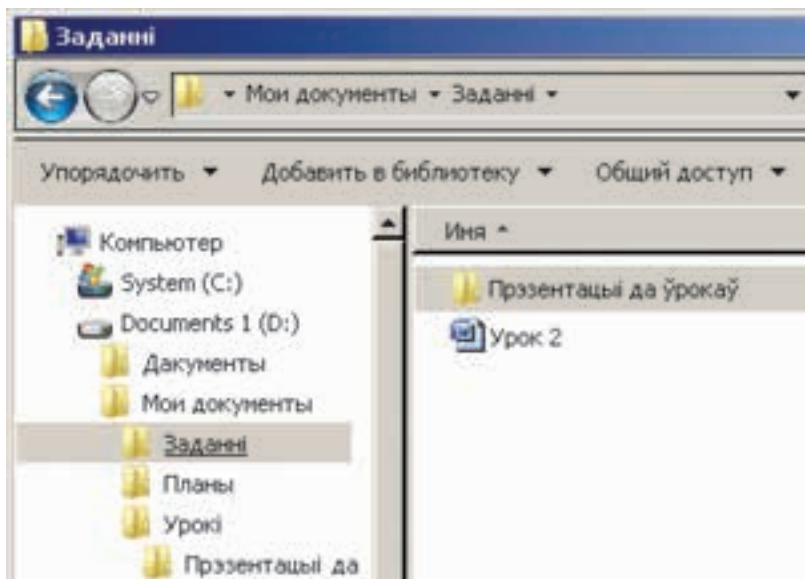 Заданні
Мои документы Заданні
Упорядочить Добавить в библиотеку Общий доступ
Компьютер
System (C:)
Documents 1 (D:)
Дакументы
Мои документы
Заданні
Планы
Урокі
Прэзентацыі да
Имя
Прэзентацыі да ўрокаў
Урок 2